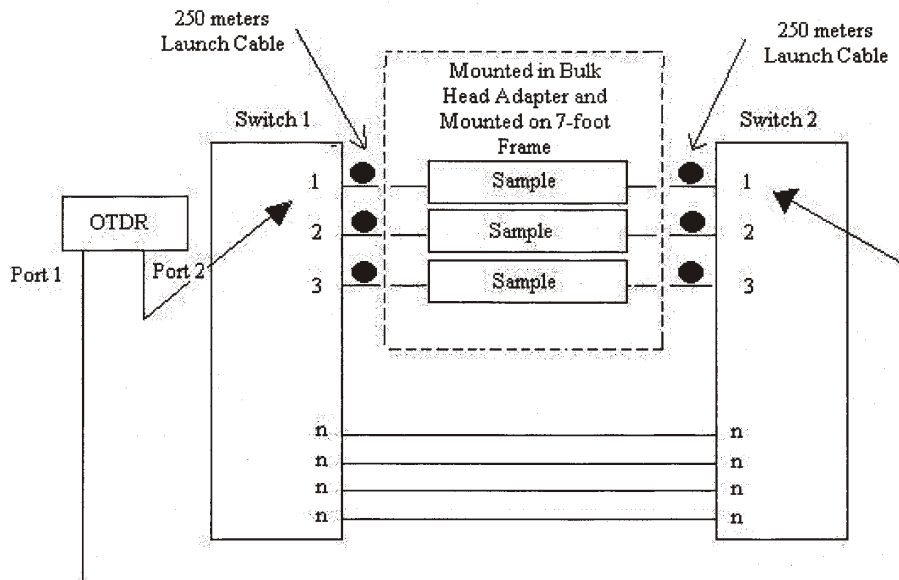 250 meters
Launch Cable
250 meters
Launch Cable
Mounted in Bulk
Head Adapter and
Mounted on 7-foot
Frame
Switch 1
Switch 2
OTDR
Port 1
Port 2
1
Sample
1
2
Sample
2
3
Sample
3
n
n
n
n
n
n
n
n